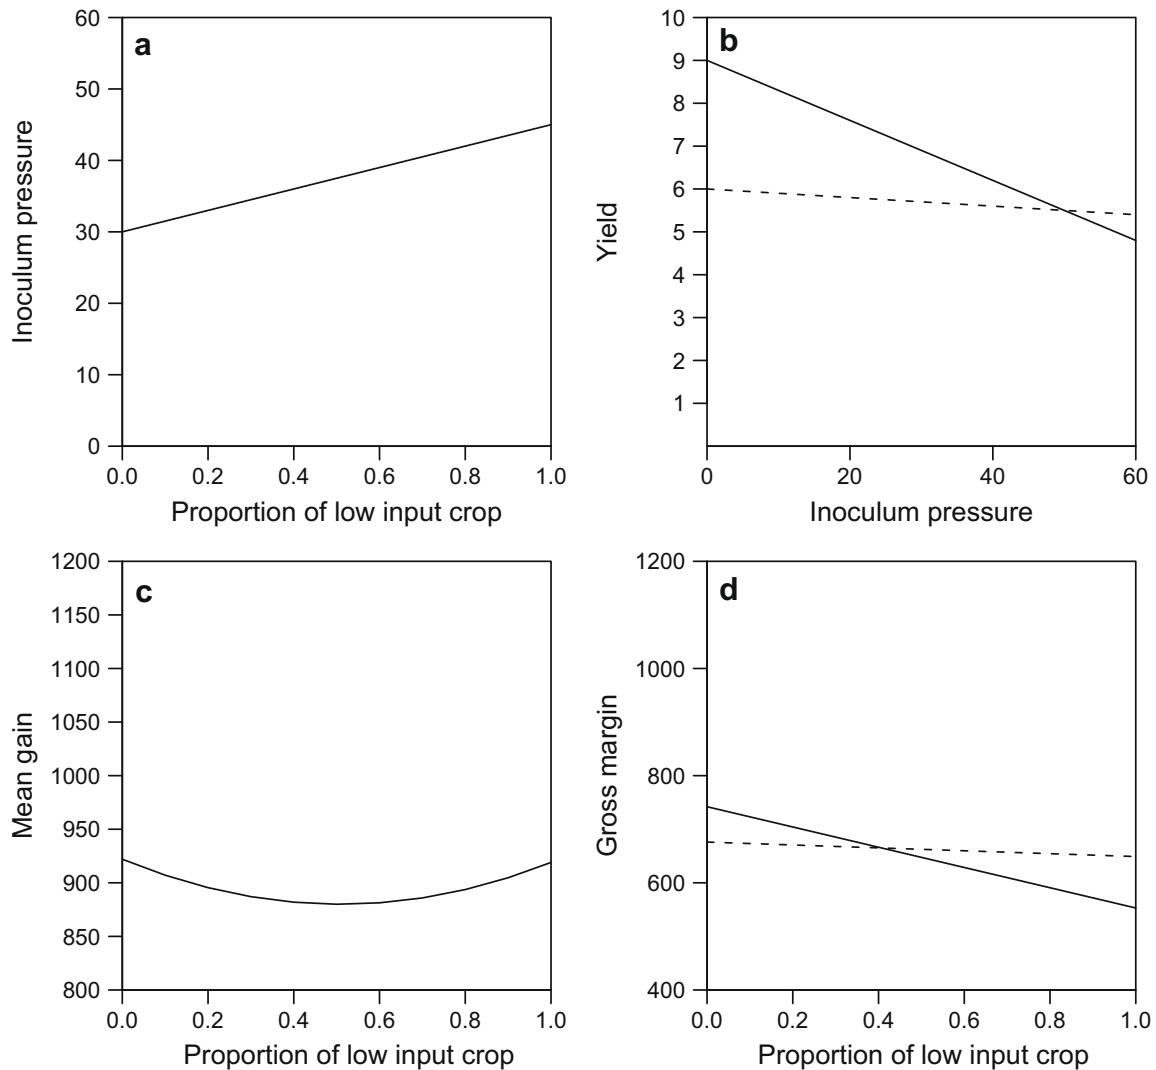 a
60
50
40
30
20
10
0
Inoculum pressure
0.0 0.2 0.4 0.6 0.8 1.0
Proportion of low input crop
b
10
9
8
7
6
5
4
3
2
1
Yield
0 20 40 60
Inoculum pressure
c
1200
1150
1100
1050
1000
950
900
850
800
Mean gain
0.0 0.2 0.4 0.6 0.8 1.0
Proportion of low input crop
d
1200
1000
800
600
400
Gross margin
0.0 0.2 0.4 0.6 0.8 1.0
Proportion of low input crop